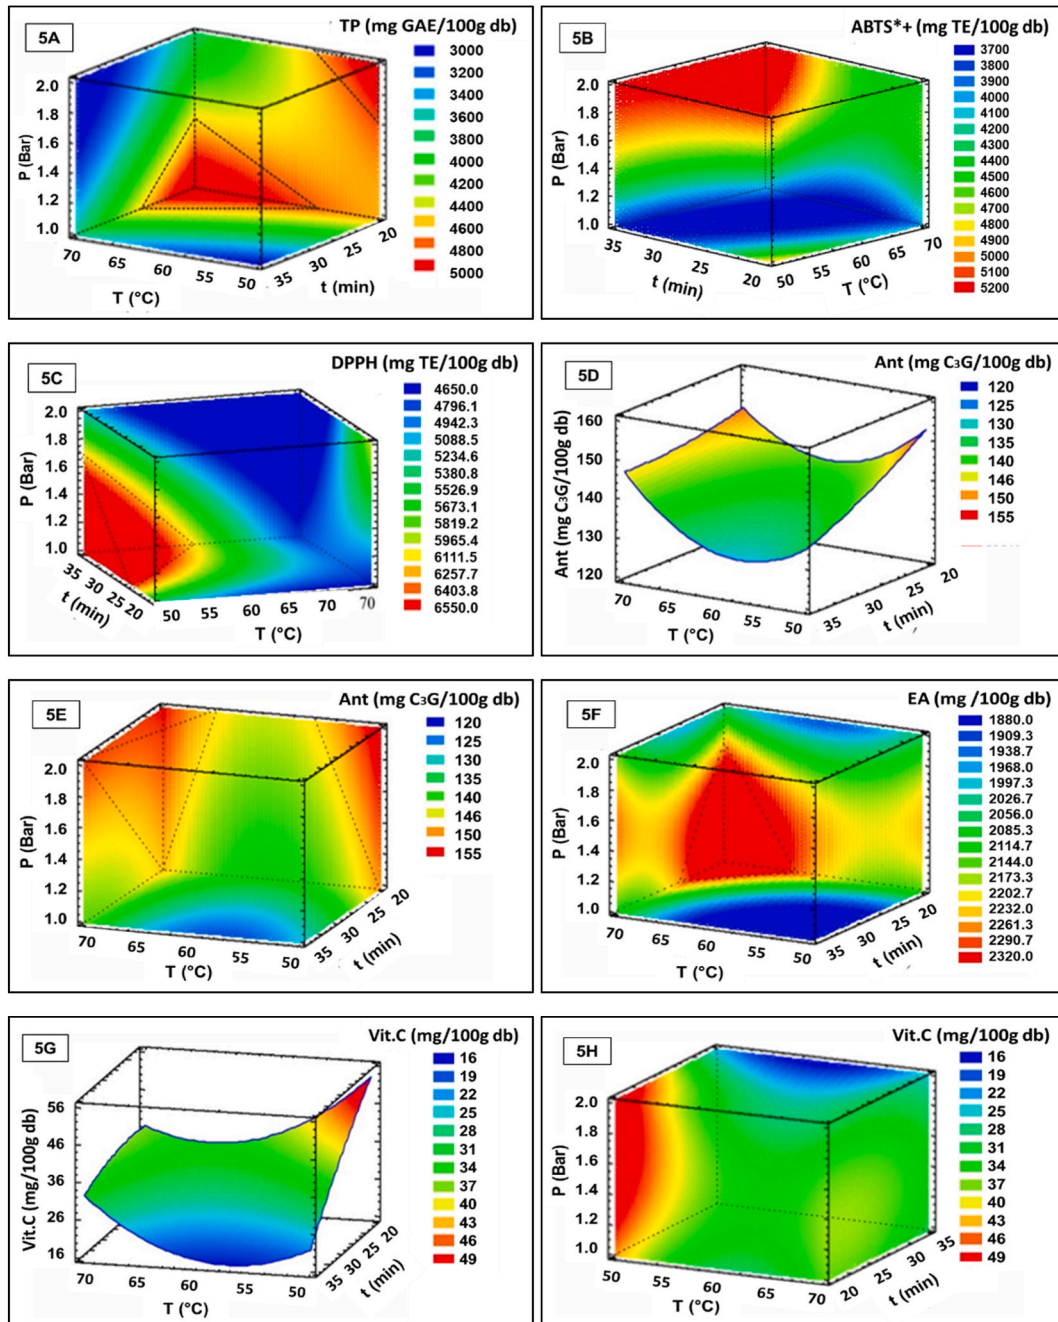 5A
TP (mg GAE/100g db)
3000
3200
3400
3600
3800
4000
4200
4400
4600
4800
5000
P (Bar)
2.0
1.8
1.6
1.4
1.2
1.0
70 65 60 55 50
T (°C)
35 30 25 20
t (min)
5B
ABTS*+ (mg TE/100g db)
3700
3800
3900
4000
4100
4200
4300
4400
4500
4600
4700
4800
4900
5000
5100
5200
P (Bar)
2.0
1.8
1.6
1.4
1.2
1.0
35 30 25 20
t (min)
50 55 60 65 70
T (°C)
5C
DPPH (mg TE/100g db)
4650.0
4796.1
4942.3
5088.5
5234.6
5380.8
5526.9
5673.1
5819.2
5965.4
6111.5
6257.7
6403.8
6550.0
P (Bar)
2.0
1.8
1.6
1.4
1.2
1.0
35 30 25 20
t (min)
50 55 60 65 70
70
T (°C)
5D
Ant (mg C₃G/100g db)
120
125
130
135
140
146
150
155
Ant (mg C₃G/100g db)
160
150
140
130
120
70 65 60 55 50
T (°C)
35 30 25 20
t (min)
5E
Ant (mg C₃G/100g db)
120
125
130
135
140
146
150
155
P (Bar)
2.0
1.8
1.6
1.4
1.2
1.0
70 65 60 55 50
T (°C)
35 30 25 20
t (min)
5F
EA (mg /100g db)
1880.0
1909.3
1938.7
1968.0
1997.3
2026.7
2056.0
2085.3
2114.7
2144.0
2173.3
2202.7
2232.0
2261.3
2290.7
2320.0
P (Bar)
2.0
1.8
1.6
1.4
1.2
1.0
70 65 60 55 50
T (°C)
35 30 25 20
t (min)
5G
Vit.C (mg/100g db)
16
19
22
25
28
31
34
37
40
43
46
49
Vit.C (mg/100g db)
56
46
36
26
16
70 65 60 55 50
T (°C)
35 30 25 20
t (min)
5H
Vit.C (mg/100g db)
16
19
22
25
28
31
34
37
40
43
46
49
P (Bar)
2.0
1.8
1.6
1.4
1.2
1.0
50 55 60 65 70
T (°C)
20 25 30 35
t (min)